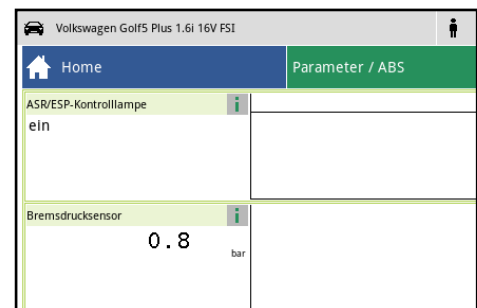 Volkswagen Golf5 Plus 1.6i 16V FSI
Home
Parameter / ABS
ASR/ESP-Kontrolllampe
i
ein
Bremsdrucksensor
i
0.8
bar